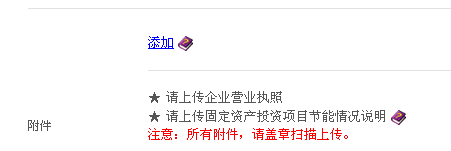 添加
★ 请上传企业营业执照
★ 请上传固定资产投资项目节能情况说明
附件
注意：所有附件，请盖章扫描上传。